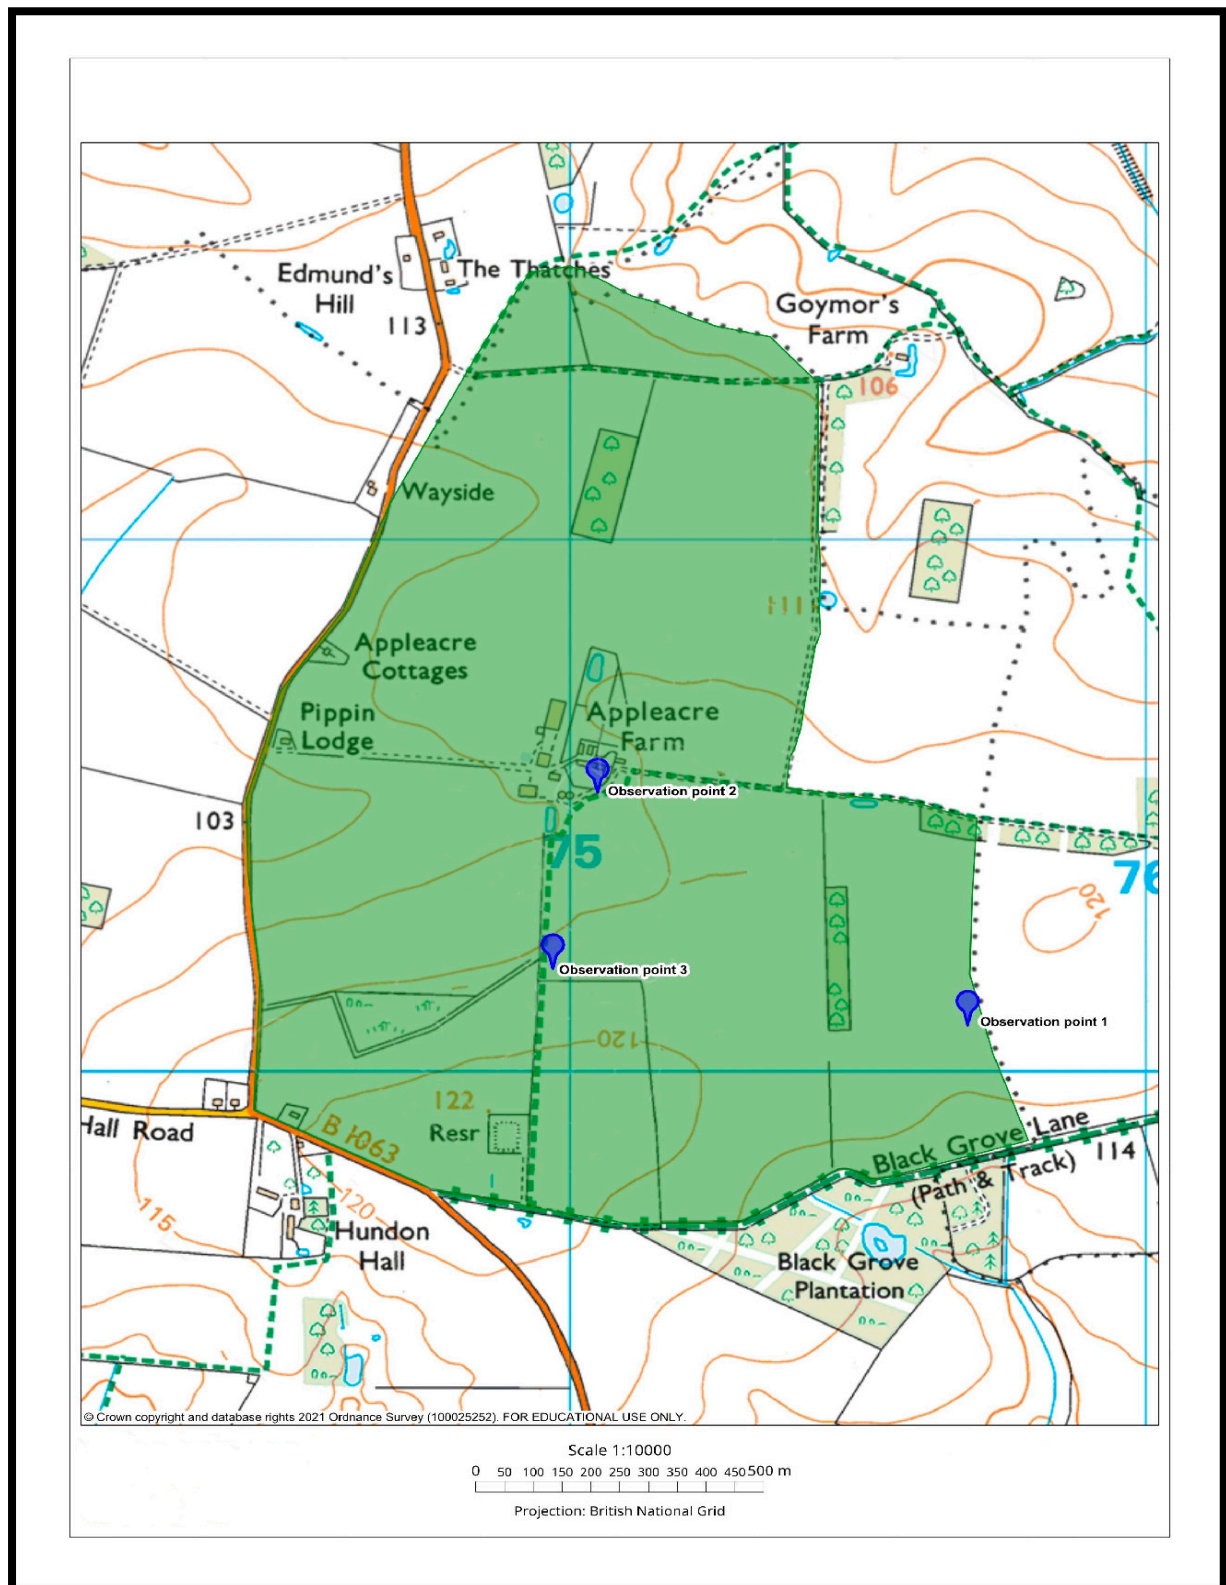 The Thatches
Edmund's
Hill
113
Goymor's
Farm
106
Wayside
111
Appleacre
Cottages
Pippin
Lodge
Appleacre
Farm
Observation point 2
103
75
76
120
Observation point 3
Observation point 1
120
122
Resr
Hall Road
B 1063
Black Grove Lane
(Path & Track)
114
115
120
Hundon
Hall
Black Grove
Plantation
© Crown copyright and database rights 2021 Ordnance Survey (100025252). FOR EDUCATIONAL USE ONLY.
Scale 1:10000
0 50 100 150 200 250 300 350 400 450 500 m
Projection: British National Grid